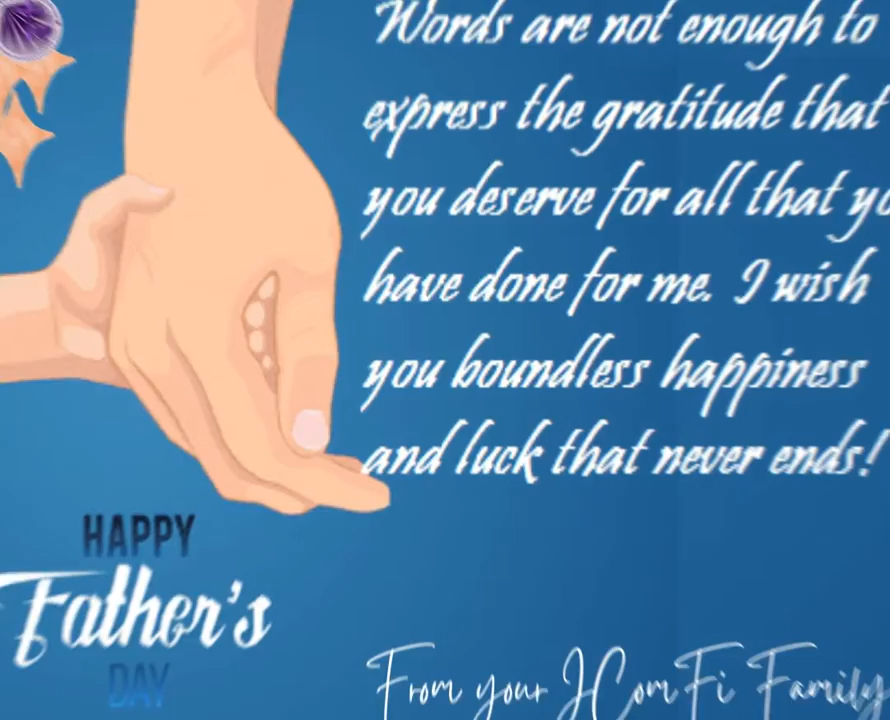 Words are not enough to
express the gratitude that
you deserve for all that yo
have done for me. I wish
you boundless happiness
and luck that never ends!
HAPPY
Father's
DAY
From your JComFi Family